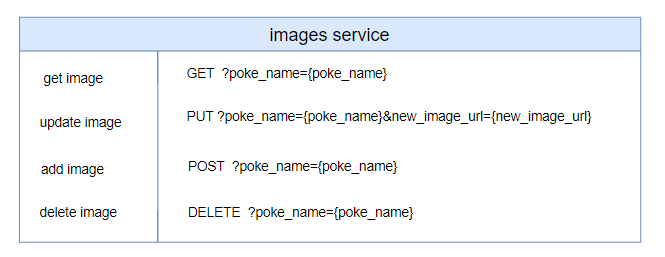 images service
get image GET ?poke_name={poke_name}
update image PUT ?poke_name={poke_name}&new_image_url={new_image_url}
add image POST ?poke_name={poke_name}
delete image DELETE ?poke_name={poke_name}